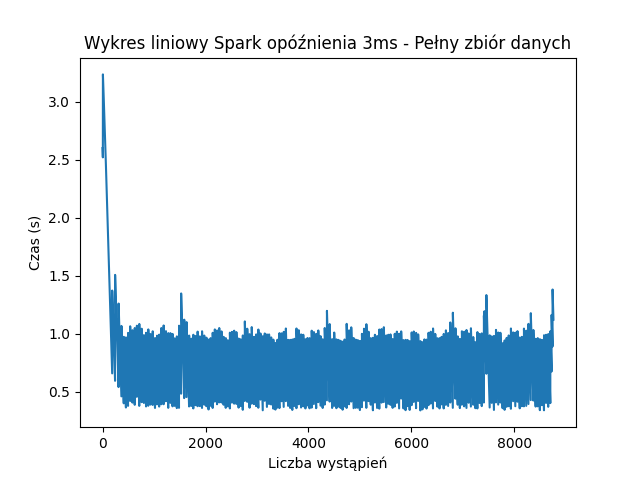 Wykres liniowy Spark opóźnienia 3ms - Pełny zbiór danych
3.0
2.5
2.0
1.5
1.0
0.5
Czas (s)
0 2000 4000 6000 8000
Liczba wystąpień